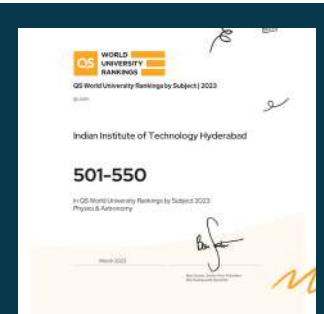 QS
WORLD
UNIVERSITY
RANKINGS
QS World University Rankings by Subject | 2023
Indian Institute of Technology Hyderabad
501-550
in QS World University Rankings by Subject 2023
Physics & Astronomy
March 2023